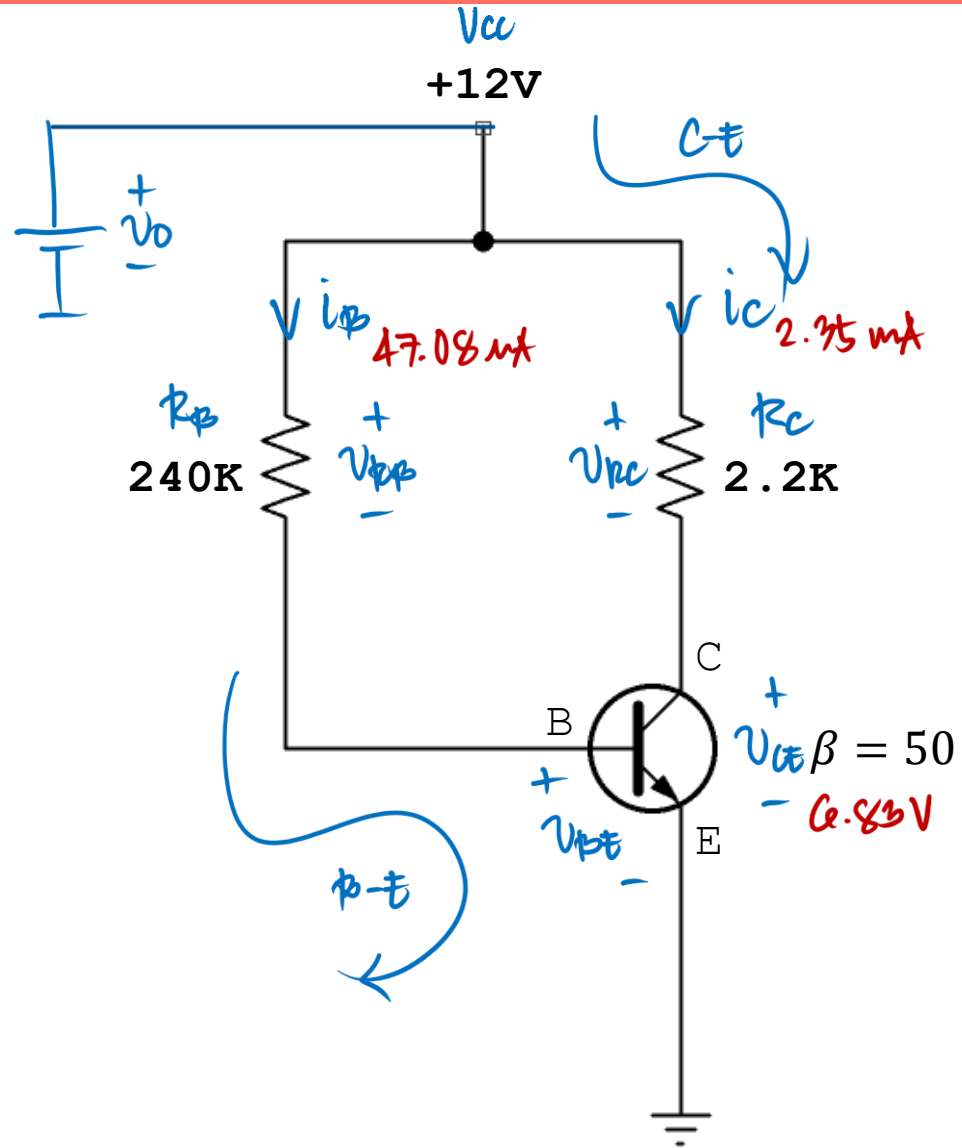 Vcc
+12V
C-E
+
v0
-
iB
47.08 μA
iC
2.35 mA
RB
240K
+
vRB
-
+
vRC
-
RC
2.2K
C
B
E
+
vCE
-
β = 50
6.83 V
+
vBE
-
B-E